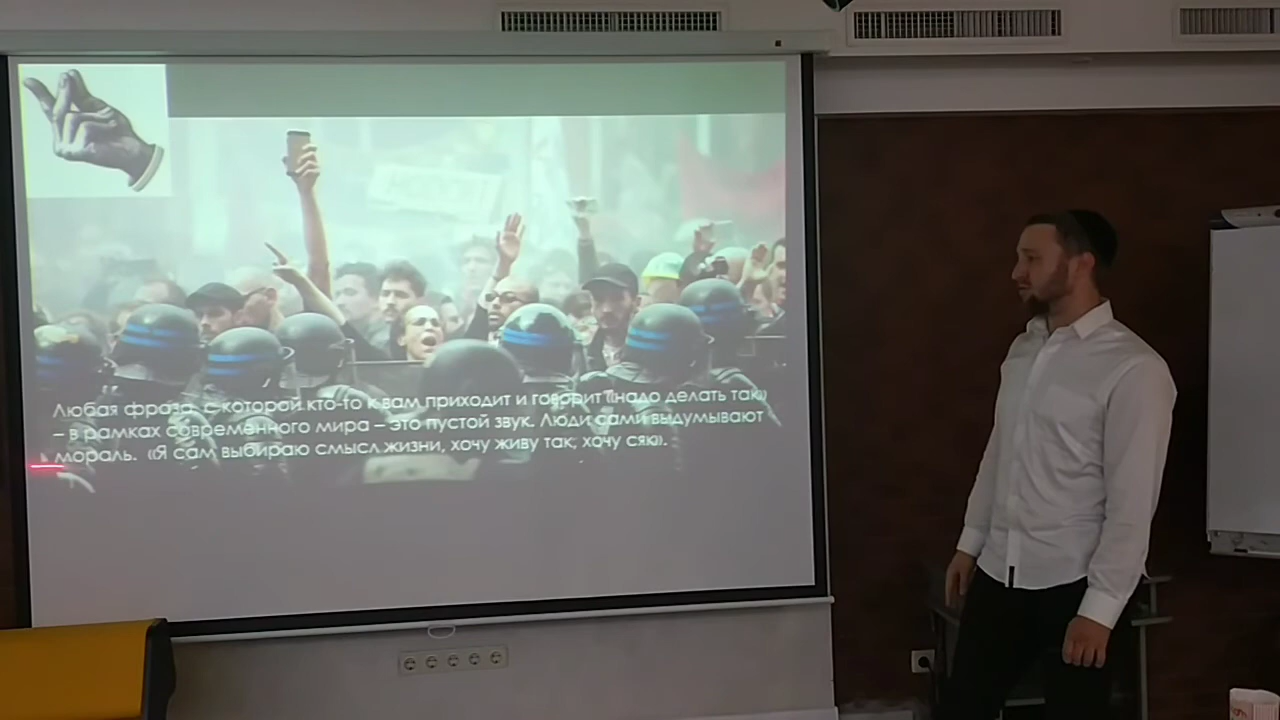 Любая фраза, с которой кто-то к вам приходит и говорит «надо делать так»
– в рамках современного мира – это пустой звук. Люди сами выдумывают
мораль. «Я сам выбираю смысл жизни, хочу живу так, хочу сяк».